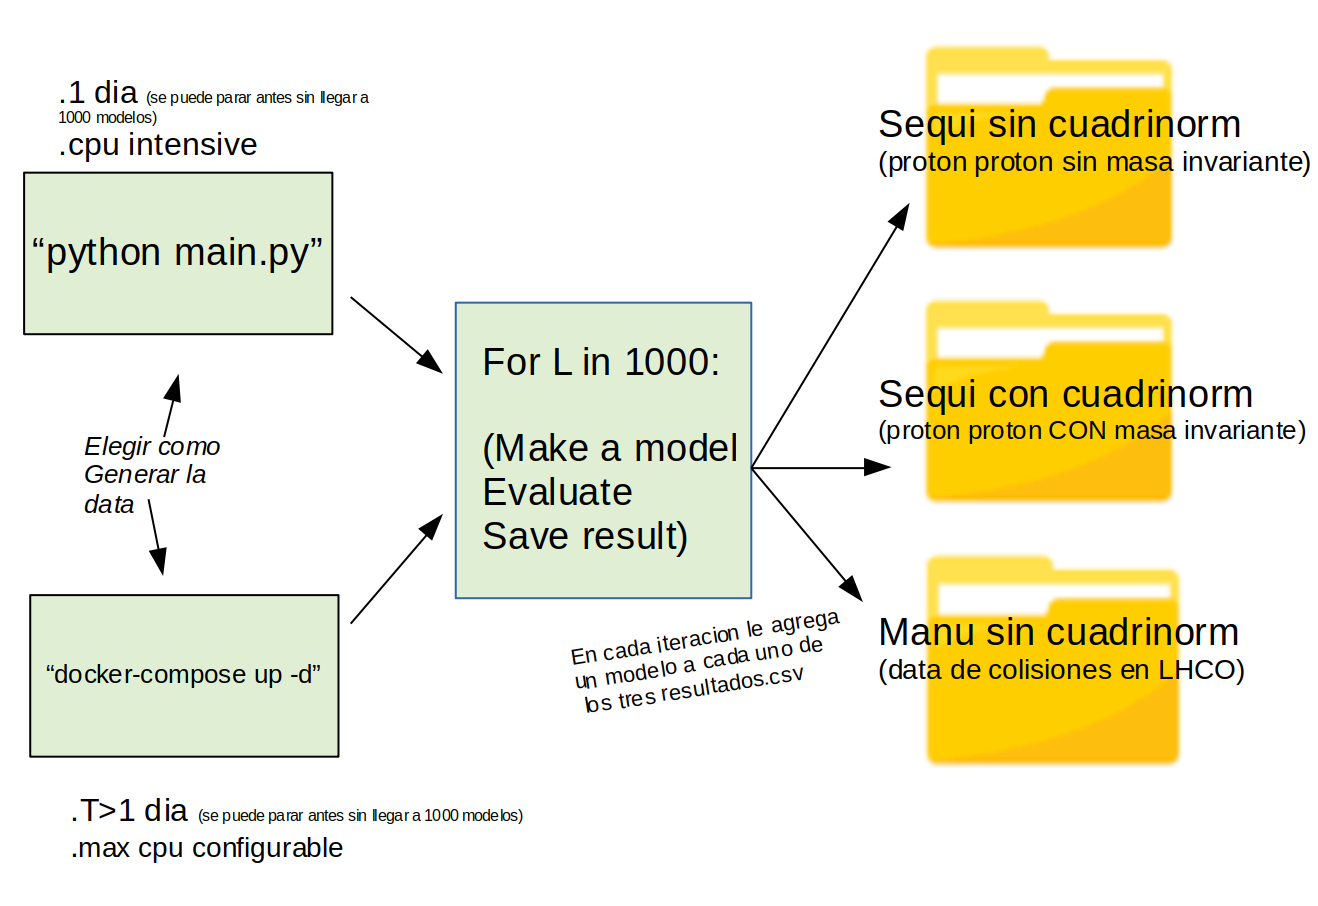 .1 dia (se puede parar antes sin llegar a
1000 modelos)
.cpu intensive
“python main.py”
Elegir como
Generar la
data
“docker-compose up -d”
.T>1 dia (se puede parar antes sin llegar a 1000 modelos)
.max cpu configurable
For L in 1000:
(Make a model
Evaluate
Save result)
En cada iteracion le agrega
un modelo a cada uno de
los tres resultados.csv
Sequi sin cuadrinorm
(proton proton sin masa invariante)
Sequi con cuadrinorm
(proton proton CON masa invariante)
Manu sin cuadrinorm
(data de colisiones en LHCO)